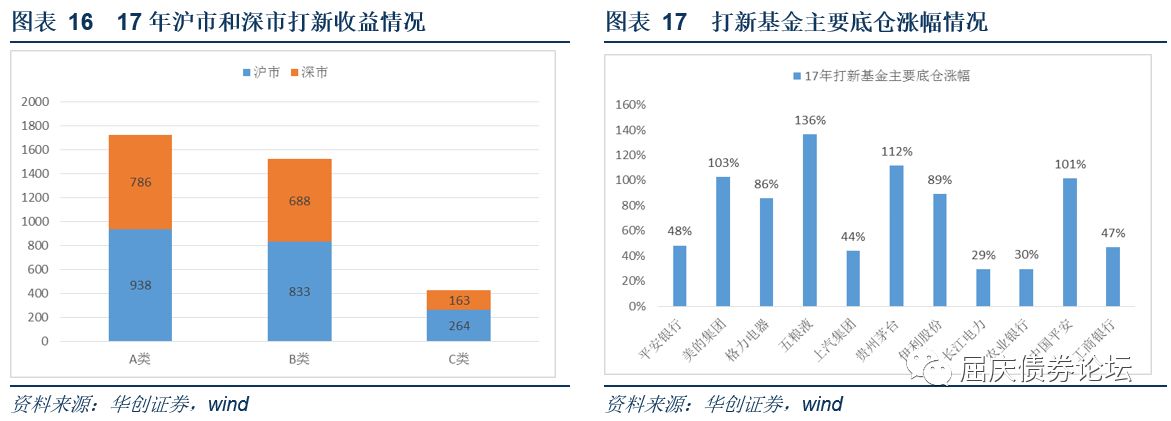 图表 16 17 年沪市和深市打新收益情况
沪市 深市
2000
1800
1600
1400
1200
1000
800
600
400
200
0
786
938
688
833
163
264
A类 B类 C类
资料来源：华创证券，wind
图表 17 打新基金主要底仓涨幅情况
17年打新基金主要底仓涨幅
160%
140%
120%
100%
80%
60%
40%
20%
0%
48%
103%
86%
136%
44%
112%
89%
29%
30%
101%
47%
平安银行
美的集团
格力电器
五粮液
上汽集团
贵州茅台
伊利股份
长江电力
农业银行
中国平安
工商银行
资料来源：华创证券，wind
屈庆债券论坛